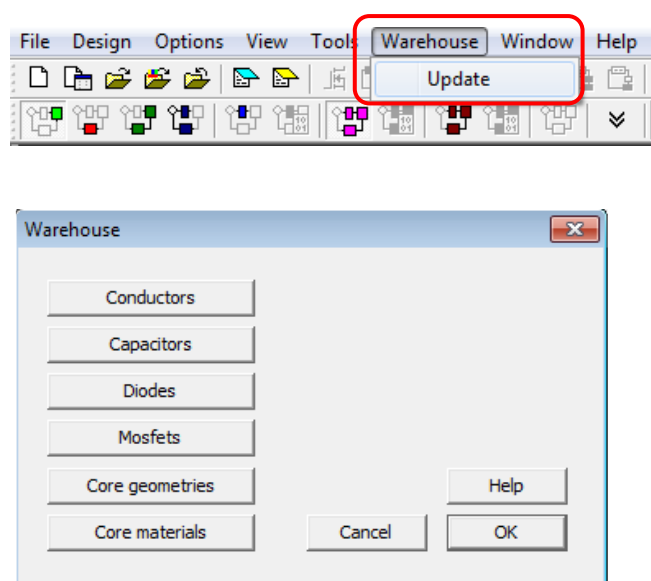 File Design Options View Tools Warehouse Window Help
Update
Warehouse
Conductors
Capacitors
Diodes
Mosfets
Core geometries Help
Core materials Cancel OK